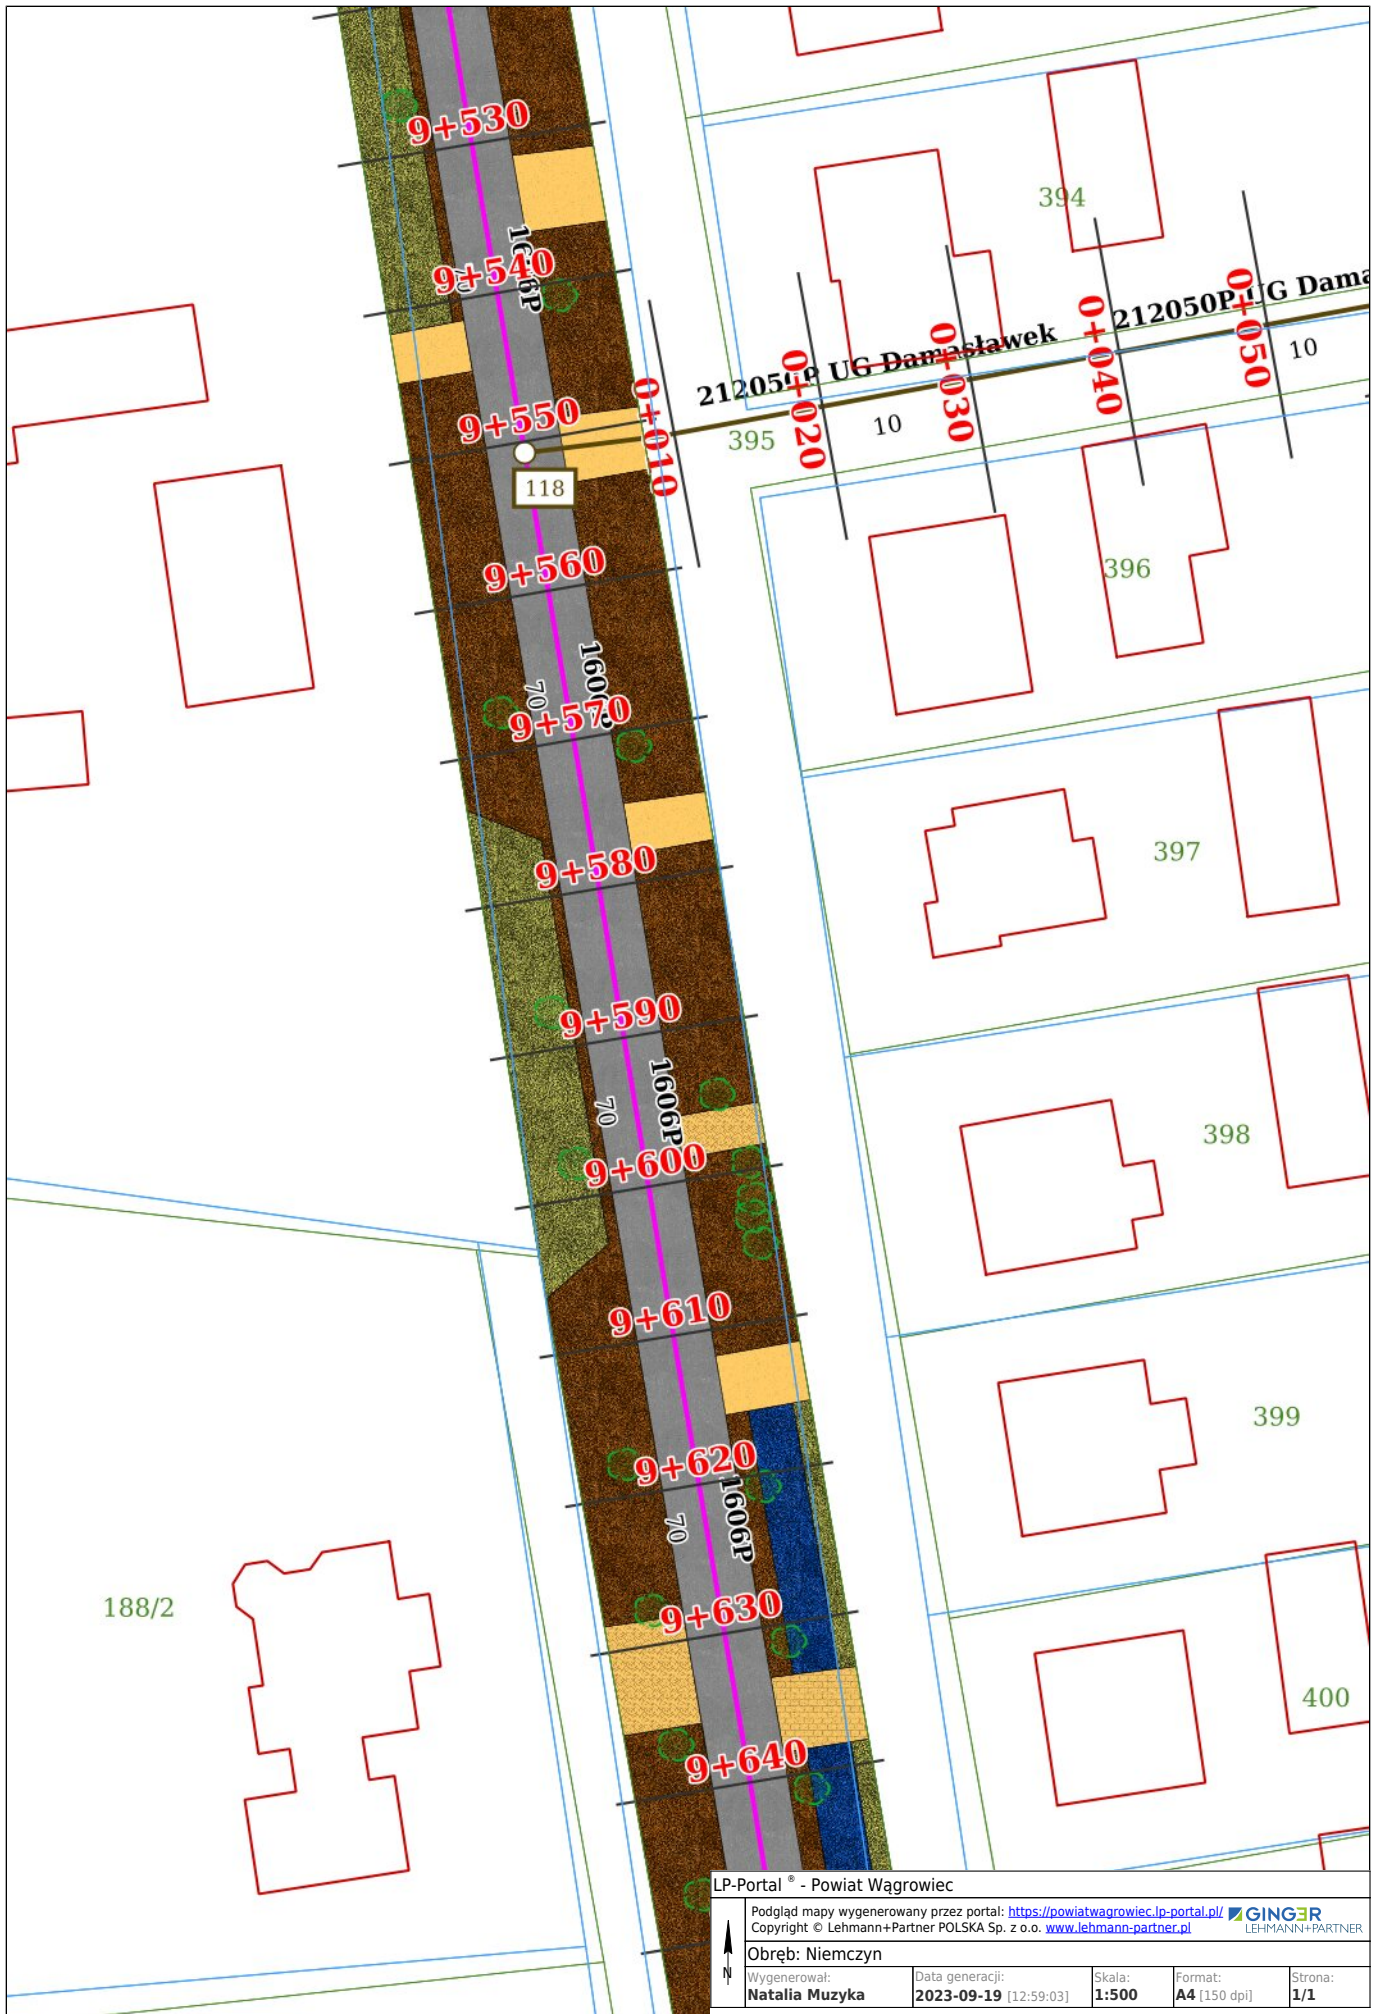 9+530
394
1606P
9+540
70
212050P UG Dama
0+050
0+040
10
212050P UG Damasławek
0+030
0+020
0+010
10
395
9+550
118
9+560
396
1606P
70
9+570
397
9+580
9+590
1606P
70
398
9+600
9+610
399
9+620
1606P
70
188/2
9+630
400
9+640
LP-Portal ® - Powiat Wągrowiec
Podgląd mapy wygenerowany przez portal: https://powiatwagrowiec.lp-portal.pl/
Copyright © Lehmann+Partner POLSKA Sp. z o.o. www.lehmann-partner.pl
GINGER
LEHMANN+PARTNER
N
Obręb: Niemczyn
Wygenerował: Data generacji: Skala: Format: Strona:
Natalia Muzyka 2023-09-19 [12:59:03] 1:500 A4 [150 dpi] 1/1